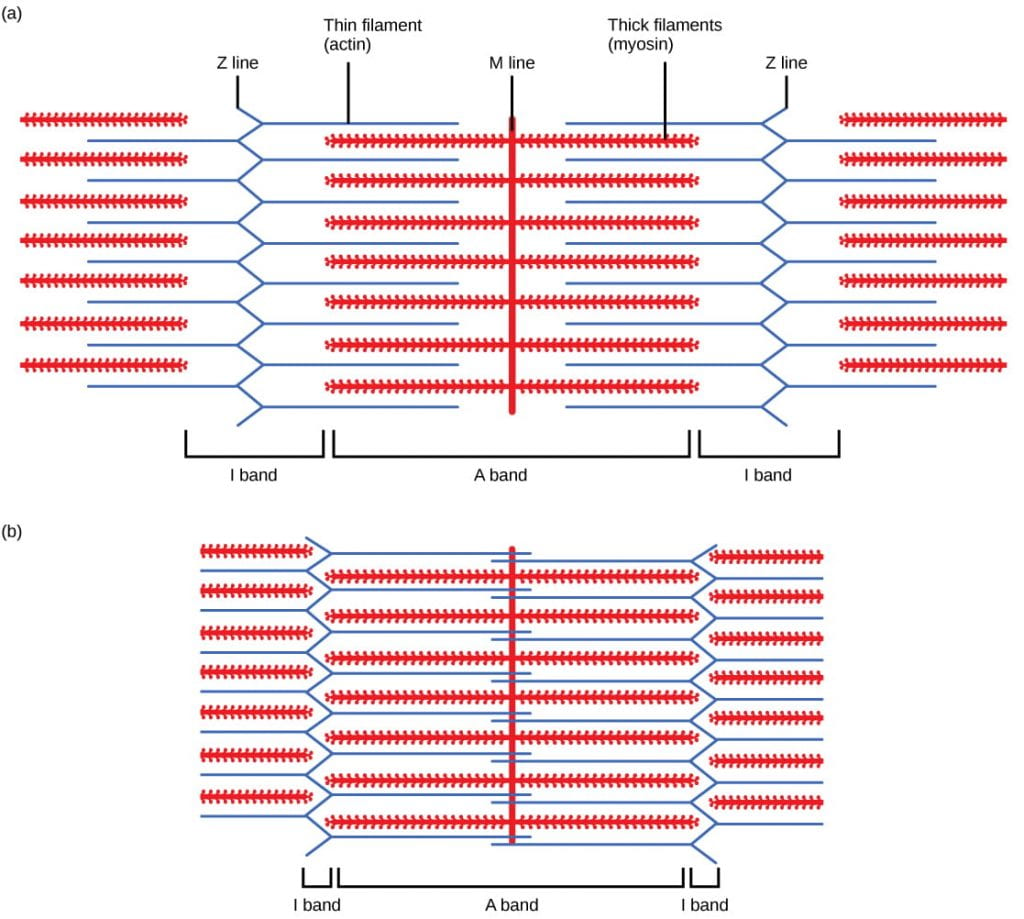 (a)
Thin filament
(actin)
Thick filaments
(myosin)
Z line
M line
Z line
I band
A band
I band
(b)
I band
A band
I band